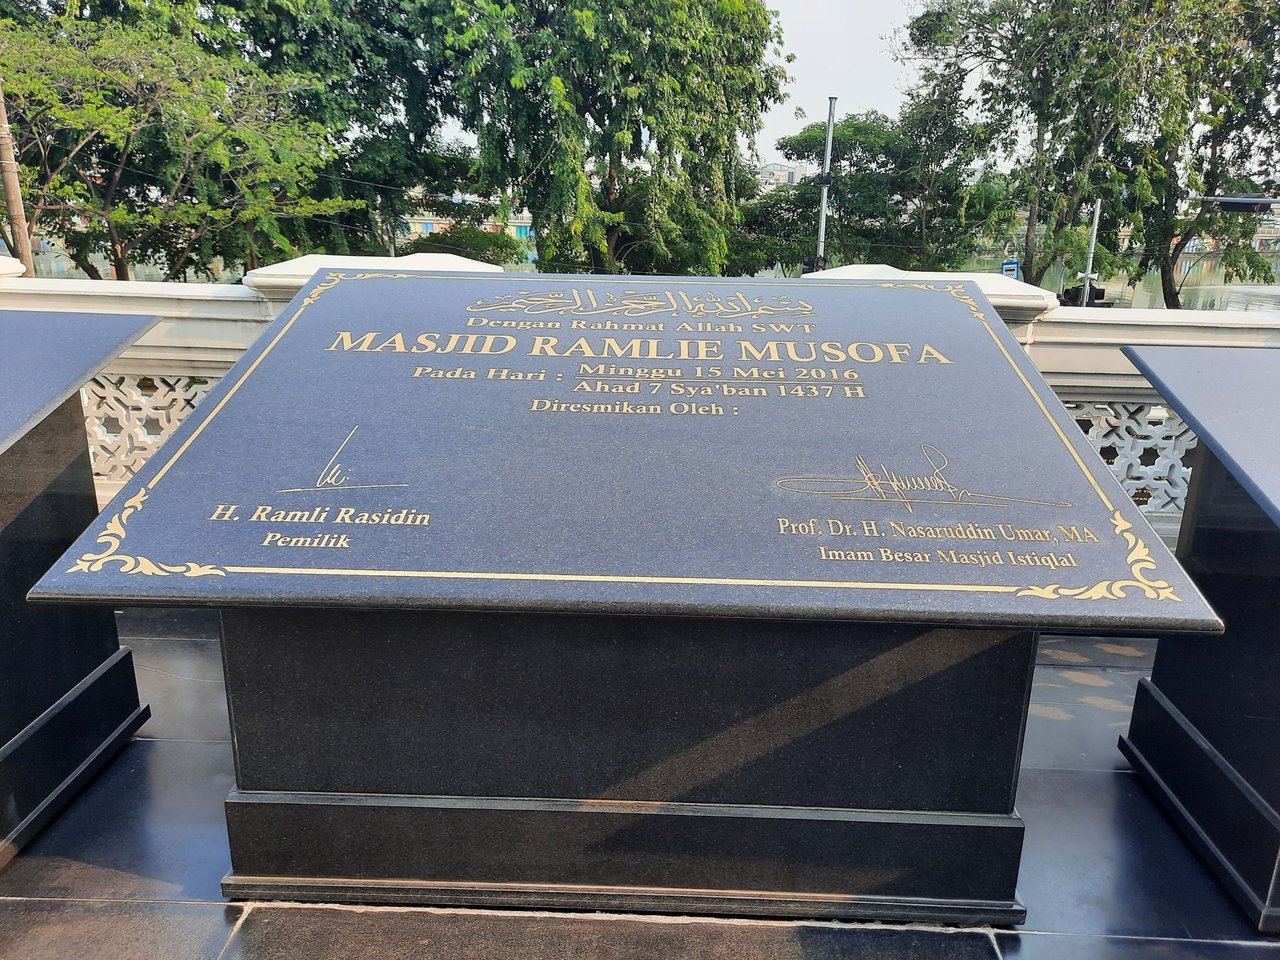 بسم الله الرحمن الرحيم
Dengan Rahmat Allah SWT
MASJID RAMLIE MUSOFA
Pada Hari : Minggu 15 Mei 2016
Ahad 7 Sya'ban 1437 H
Diresmikan Oleh :
H. Ramli Rasidin
Pemilik
Prof. Dr. H. Nasaruddin Umar, MA
Imam Besar Masjid Istiqlal